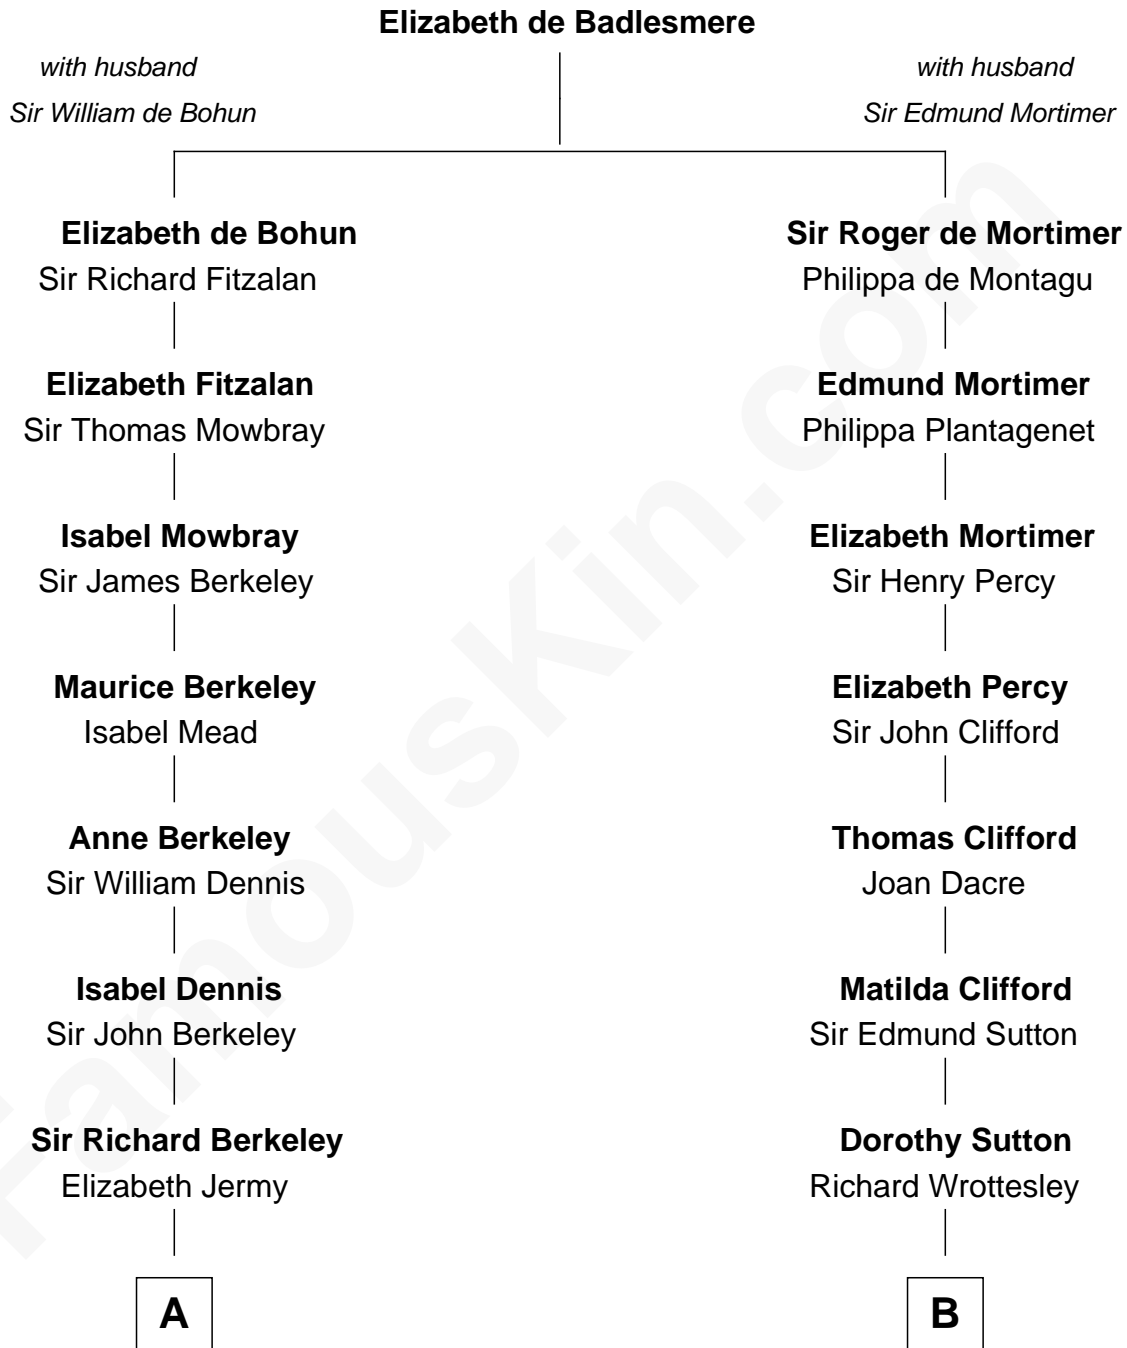 Elizabeth de Badlesmere
with husband
Sir William de Bohun
with husband
Sir Edmund Mortimer
Elizabeth de Bohun
Sir Richard Fitzalan
Sir Roger de Mortimer
Philippa de Montagu
Elizabeth Fitzalan
Sir Thomas Mowbray
Edmund Mortimer
Philippa Plantagenet
Isabel Mowbray
Sir James Berkeley
Elizabeth Mortimer
Sir Henry Percy
Maurice Berkeley
Isabel Mead
Elizabeth Percy
Sir John Clifford
Anne Berkeley
Sir William Dennis
Thomas Clifford
Joan Dacre
Isabel Dennis
Sir John Berkeley
Matilda Clifford
Sir Edmund Sutton
Sir Richard Berkeley
Elizabeth Jermy
Dorothy Sutton
Richard Wrottesley
A
B
FamousKin.com